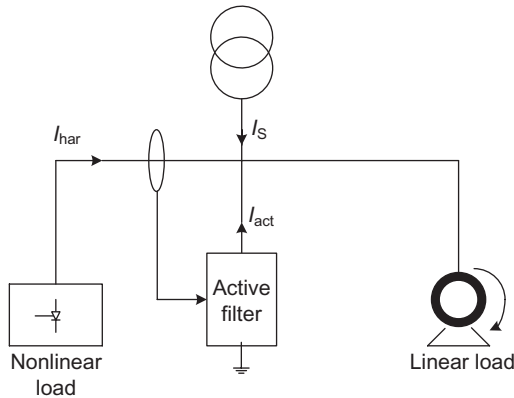 I_S
I_har
I_act
Active
filter
Nonlinear
load
Linear load